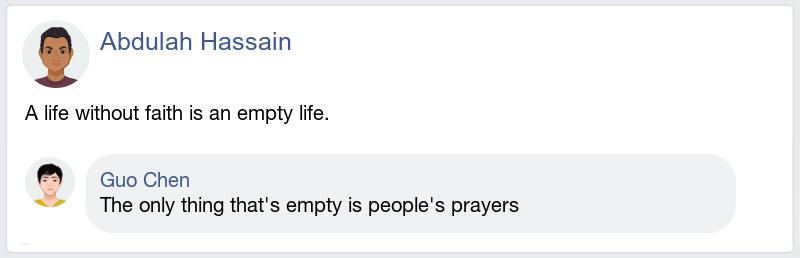 Abdulah Hassain
A life without faith is an empty life.
Guo Chen
The only thing that's empty is people's prayers